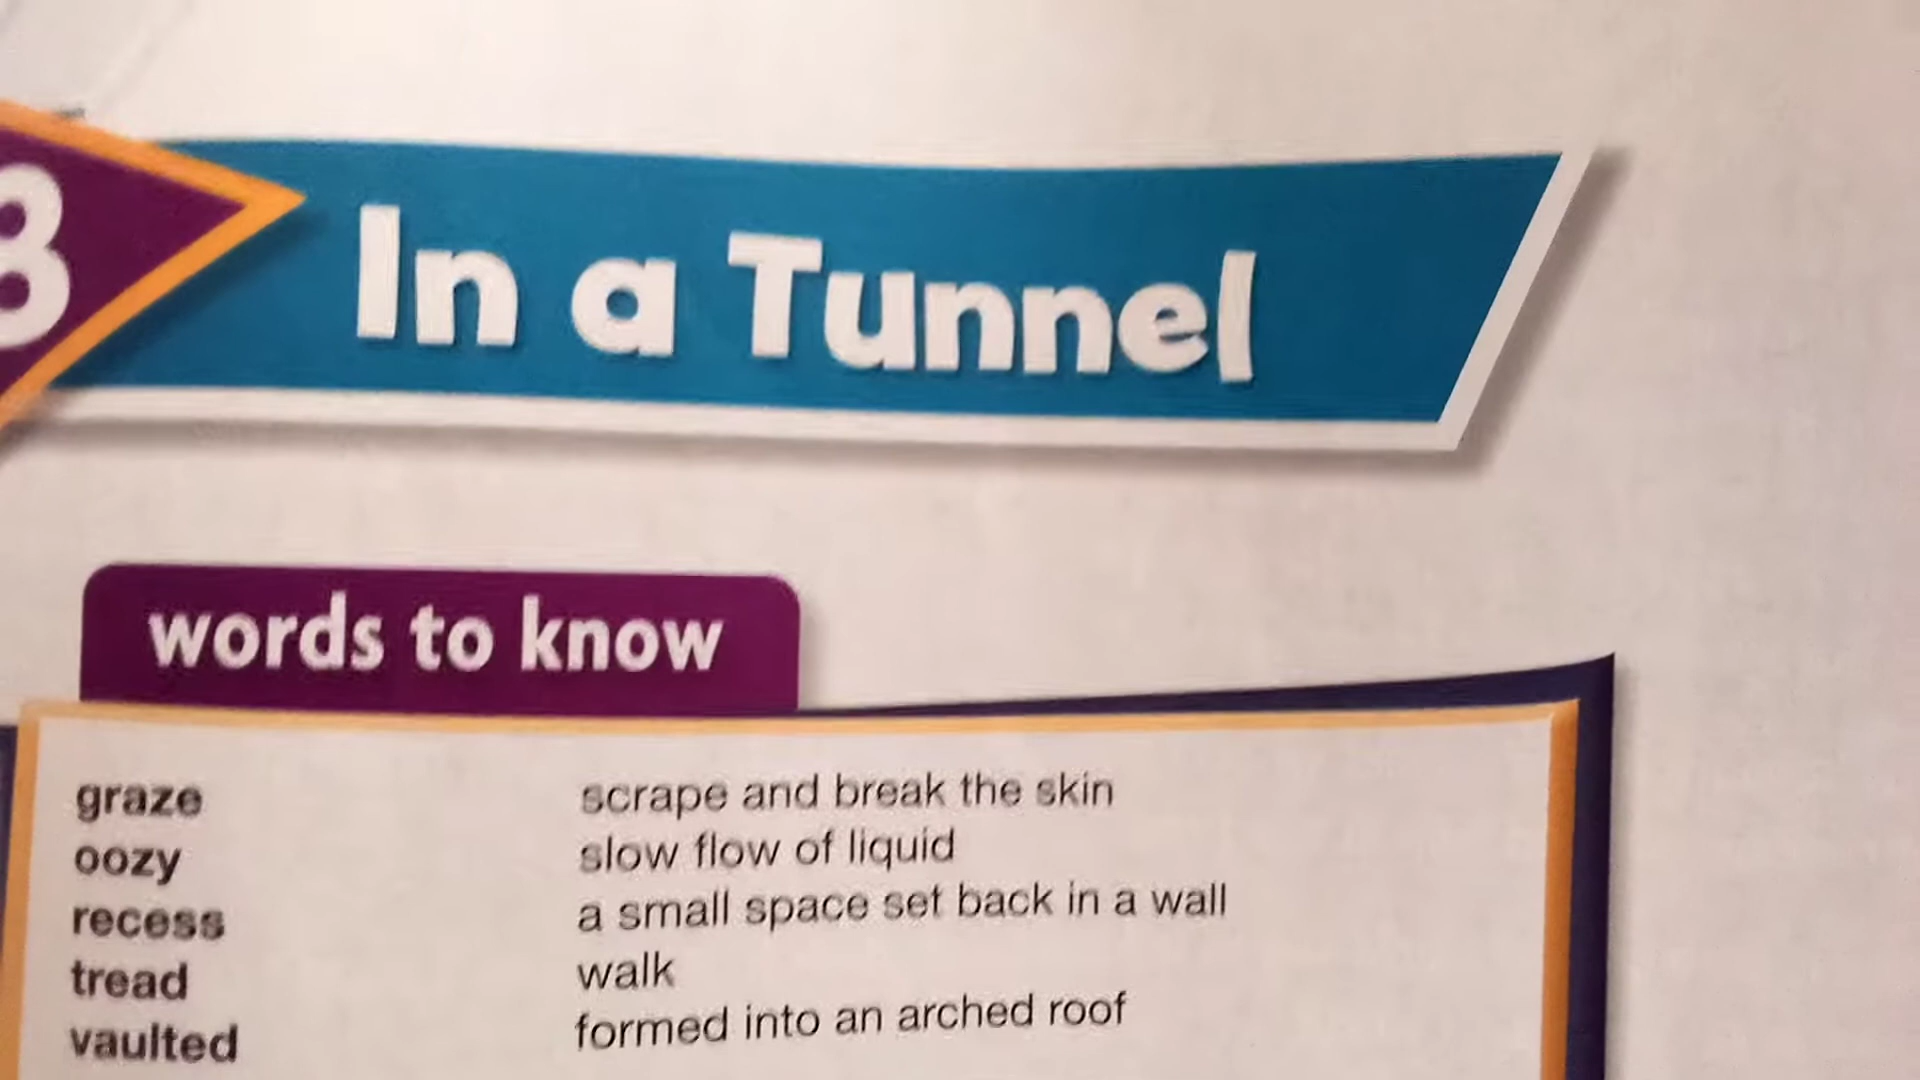 8
In a Tunnel
words to know
graze scrape and break the skin
oozy slow flow of liquid
recess a small space set back in a wall
tread walk
vaulted formed into an arched roof